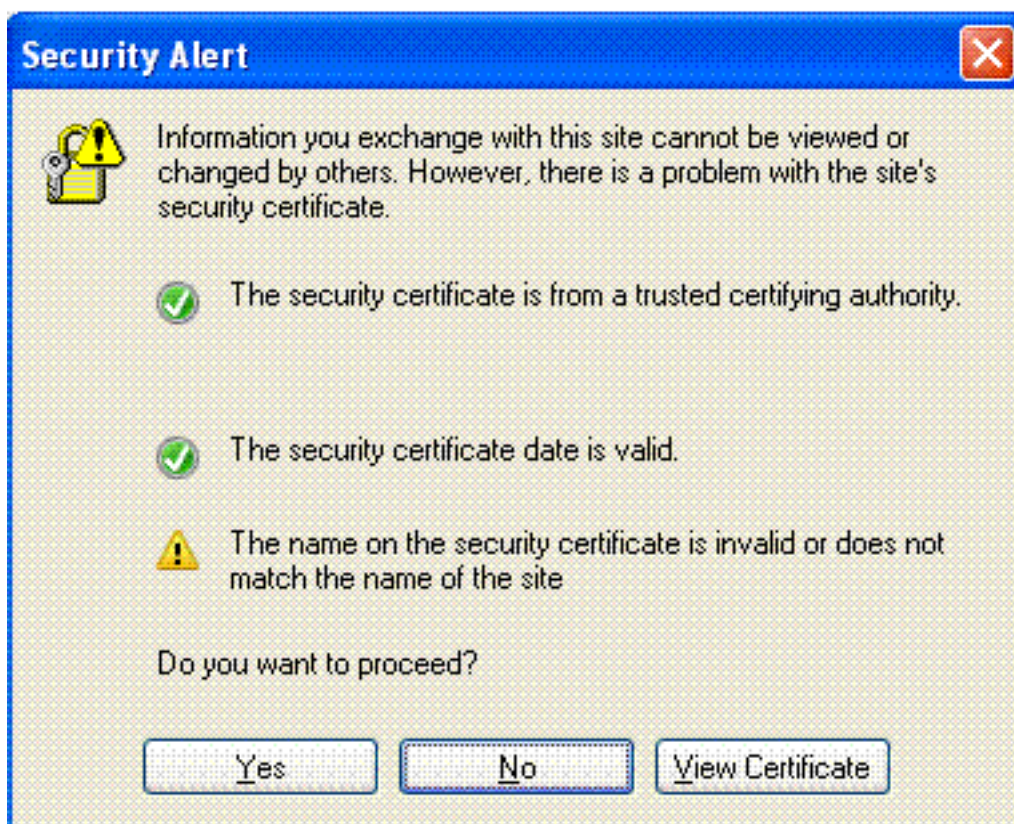 Security Alert
Information you exchange with this site cannot be viewed or
changed by others. However, there is a problem with the site's
security certificate.
The security certificate is from a trusted certifying authority.
The security certificate date is valid.
The name on the security certificate is invalid or does not
match the name of the site
Do you want to proceed?
Yes
No
View Certificate